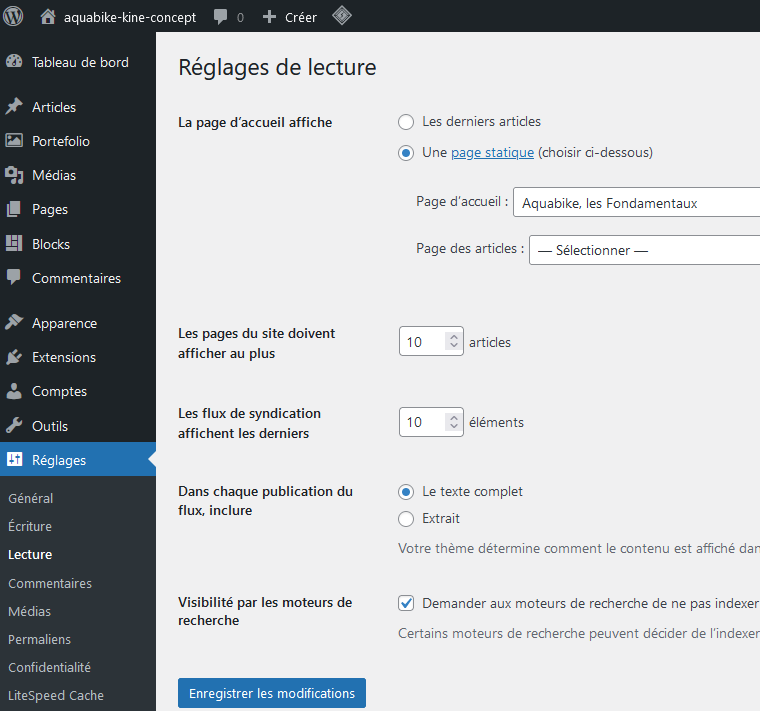 aquabike-kine-concept 0 Créer
Tableau de bord
Articles
Portefolio
Médias
Pages
Blocks
Commentaires
Apparence
Extensions
Comptes
Outils
Réglages
Général
Écriture
Lecture
Commentaires
Médias
Permaliens
Confidentialité
LiteSpeed Cache
Réglages de lecture
La page d’accueil affiche
Les derniers articles
Une page statique (choisir ci-dessous)
Page d’accueil : Aquabike, les Fondamentaux
Page des articles : — Sélectionner —
Les pages du site doivent
afficher au plus
10 articles
Les flux de syndication
affichent les derniers
10 éléments
Dans chaque publication du
flux, inclure
Le texte complet
Extrait
Votre thème détermine comment le contenu est affiché dan
Visibilité par les moteurs de
recherche
Demander aux moteurs de recherche de ne pas indexer
Certains moteurs de recherche peuvent décider de l’indexer
Enregistrer les modifications